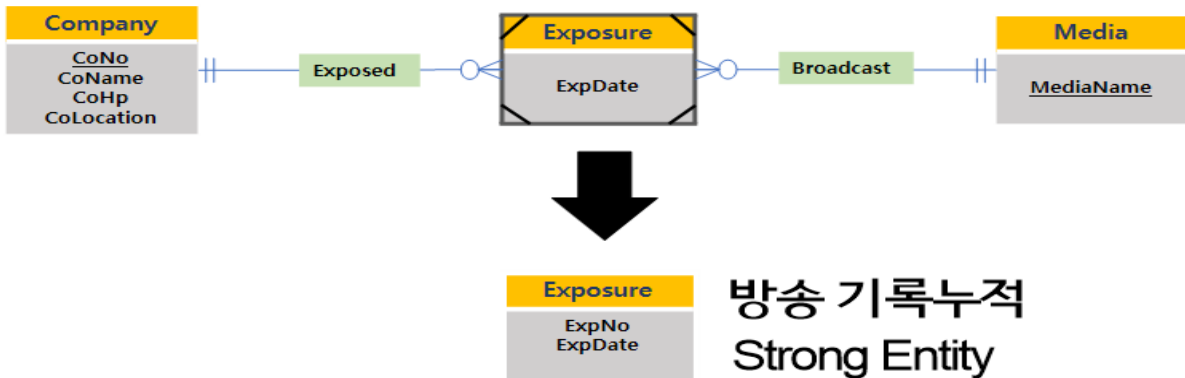 Company
CoNo
CoName
CoHp
CoLocation
Exposed
Exposure
ExpDate
Broadcast
Media
MediaName
Exposure
ExpNo
ExpDate
방송 기록누적
Strong Entity